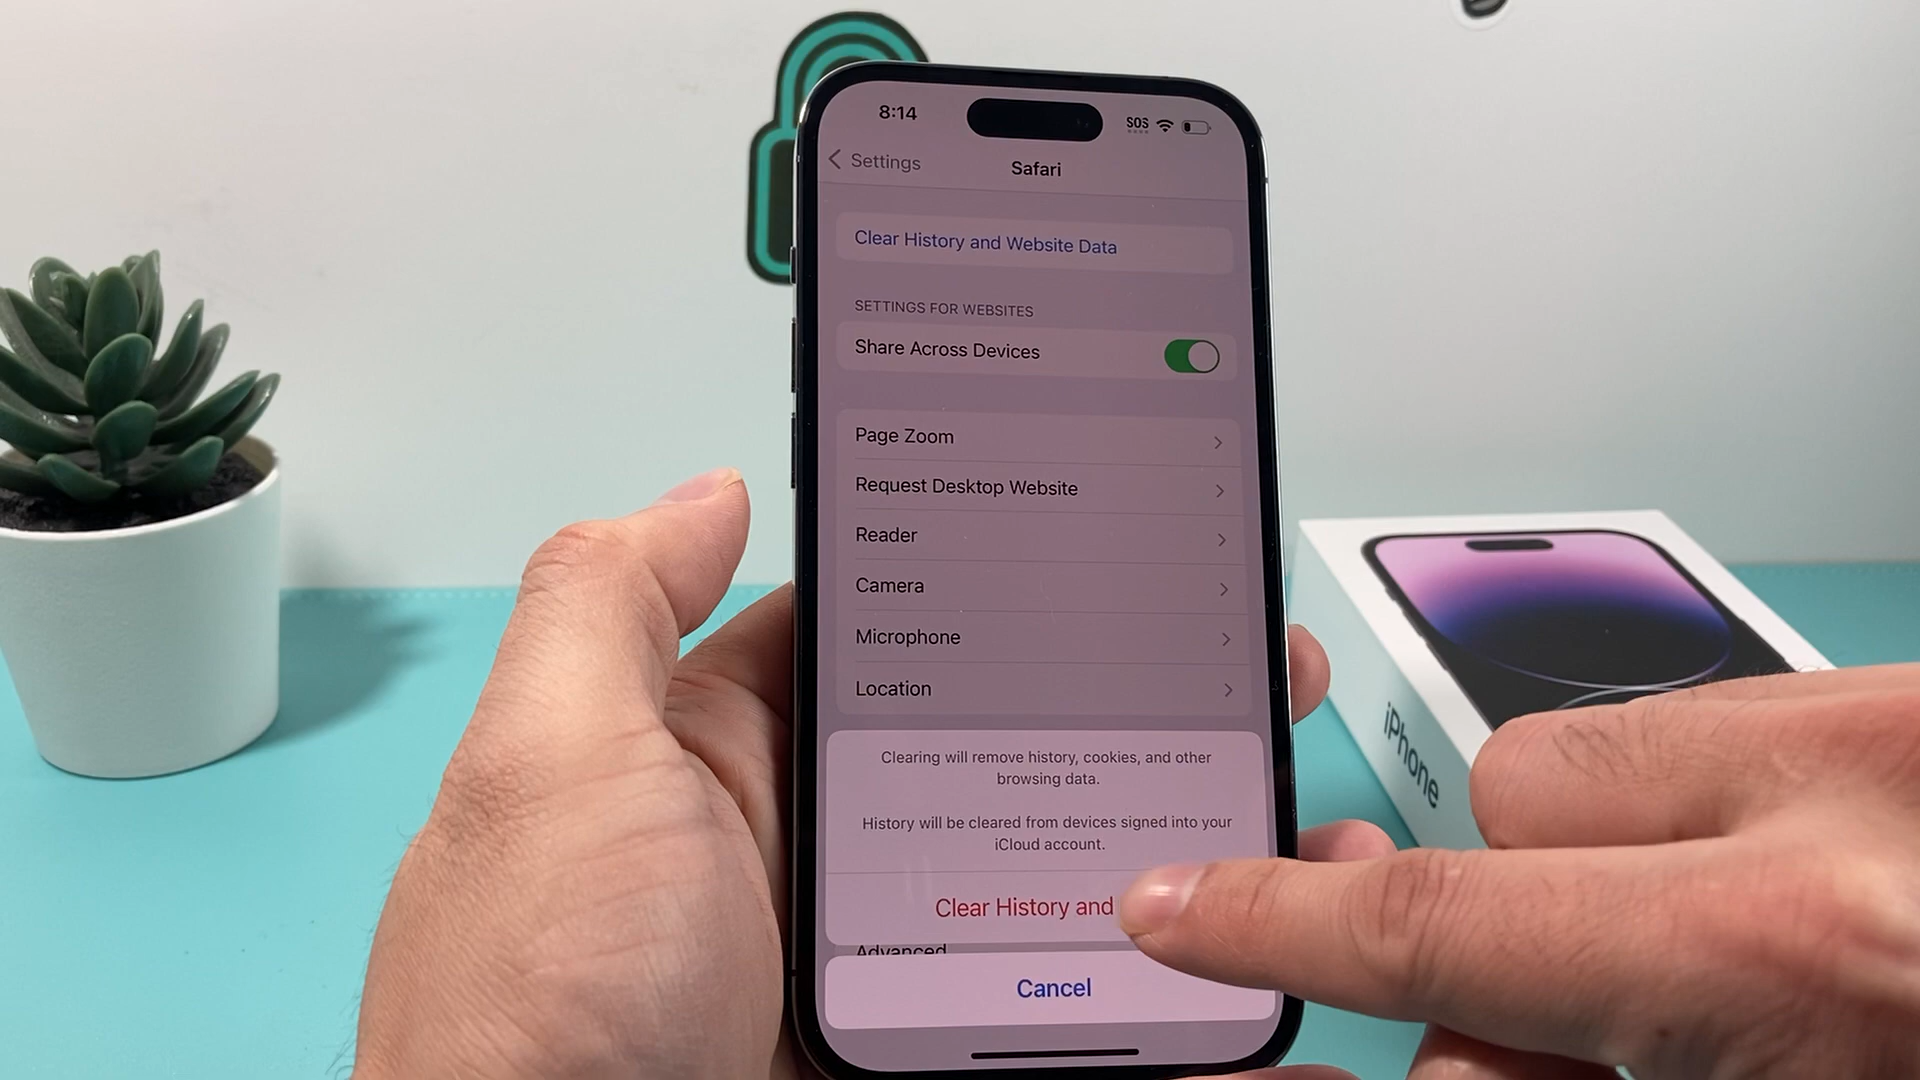 8:14
SOS
Settings
Safari
Clear History and Website Data
SETTINGS FOR WEBSITES
Share Across Devices
Page Zoom
Request Desktop Website
Reader
Camera
Microphone
Location
Clearing will remove history, cookies, and other
browsing data.
History will be cleared from devices signed into your
iCloud account.
Clear History and
Advanced
Cancel
iPhone